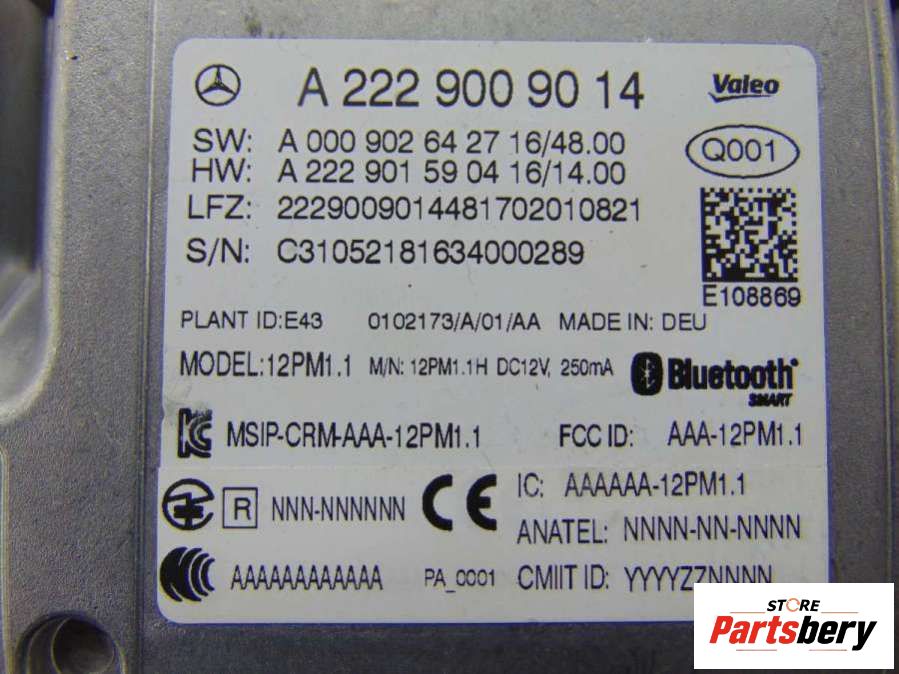 A 222 900 90 14 Valeo
SW: A 000 902 64 27 16/48.00
HW: A 222 901 59 04 16/14.00
Q001
LFZ: 2229009014481702010821
S/N: C31052181634000289
E108869
PLANT ID:E43 0102173/A/01/AA MADE IN: DEU
MODEL:12PM1.1 M/N: 12PM1.1H DC12V, 250mA Bluetooth
SMART
MSIP-CRM-AAA-12PM1.1 FCC ID: AAA-12PM1.1
R NNN-NNNNNN CE IC: AAAAAA-12PM1.1
ANATEL: NNNN-NN-NNNN
AAAAAAAAAAAA PA_0001 CMIIT ID: YYYYZZNNNN
STORE
Partsbery